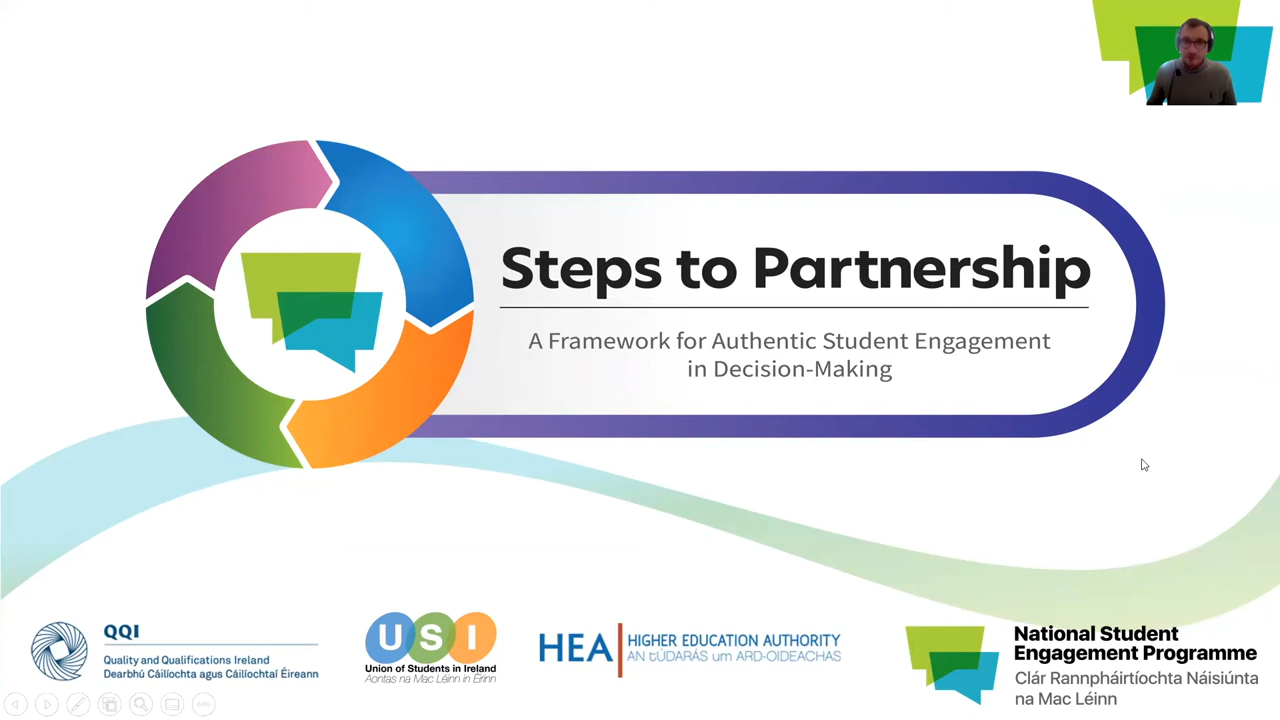 Steps to Partnership
A Framework for Authentic Student Engagement
in Decision-Making
QQI
Quality and Qualifications Ireland
Dearbhú Cáilíochta agus Cáilíochtaí Éireann
USI
Union of Students in Ireland
Aontas na Mac Léinn in Éirinn
HEA
HIGHER EDUCATION AUTHORITY
AN tÚDARÁS um ARD-OIDEACHAS
National Student
Engagement Programme
Clár Rannpháirtíochta Náisiúnta
na Mac Léinn